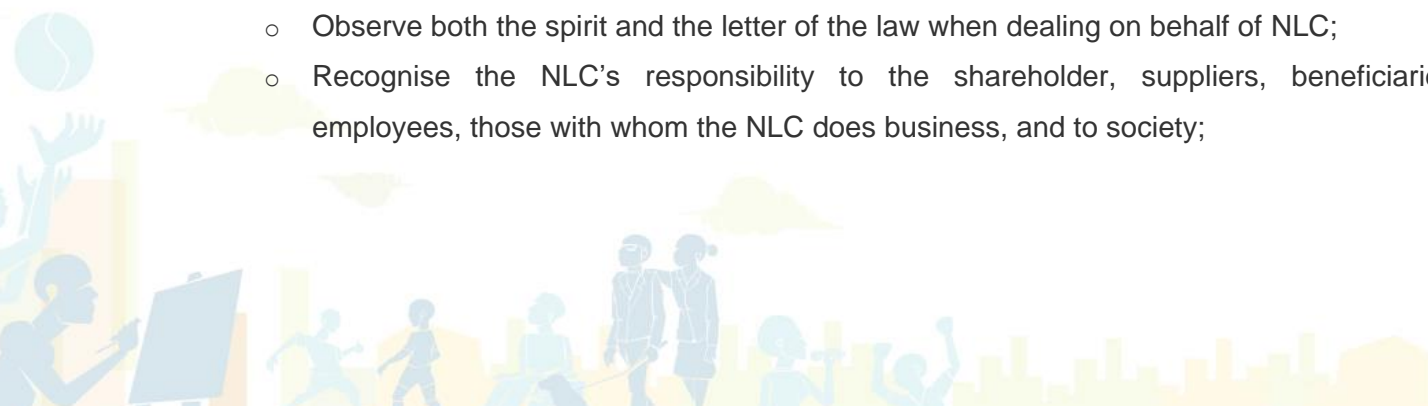 o Observe both the spirit and the letter of the law when dealing on behalf of NLC;
o Recognise the NLC’s responsibility to the shareholder, suppliers,
employees, those with whom the NLC does business, and to society;